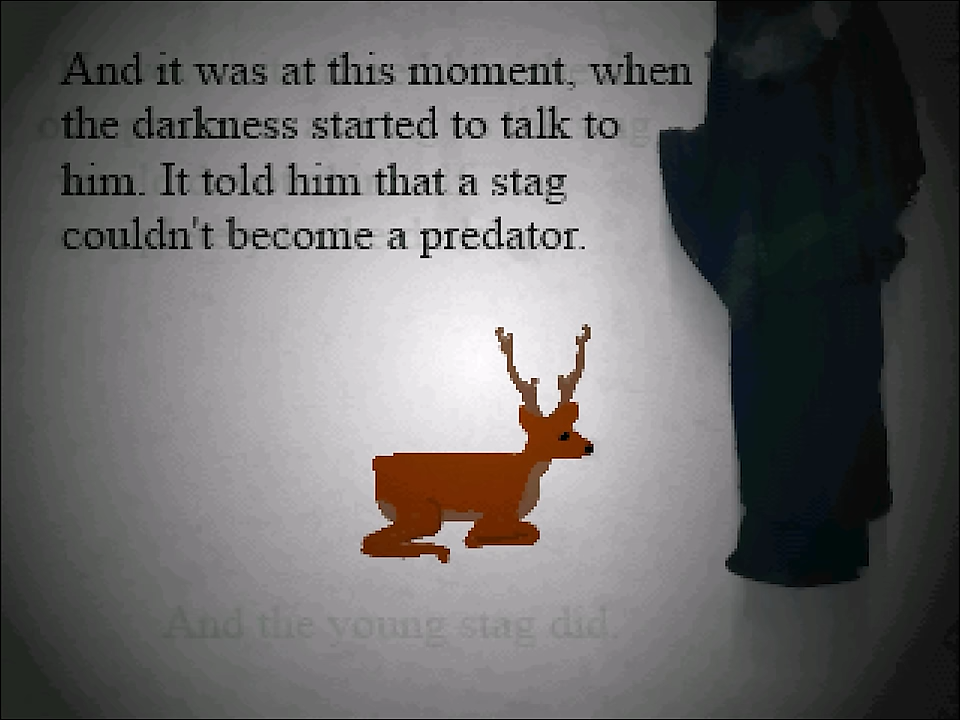 And it was at this moment, when
the darkness started to talk to
him. It told him that a stag
couldn't become a predator.
And the young stag did.